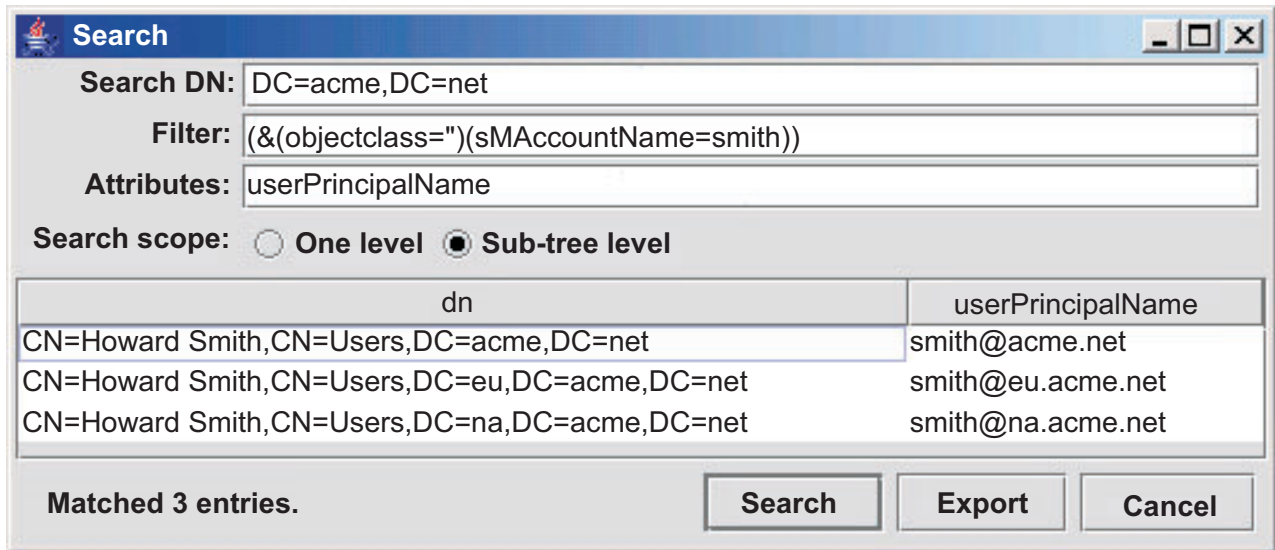 Search
Search DN: DC=acme,DC=net
Filter: (&(objectclass=")(sMAccountName=smith))
Attributes: userPrincipalName
Search scope: One level Sub-tree level
dn userPrincipalName
CN=Howard Smith,CN=Users,DC=acme,DC=net smith@acme.net
CN=Howard Smith,CN=Users,DC=eu,DC=acme,DC=net smith@eu.acme.net
CN=Howard Smith,CN=Users,DC=na,DC=acme,DC=net smith@na.acme.net
Matched 3 entries. Search Export Cancel